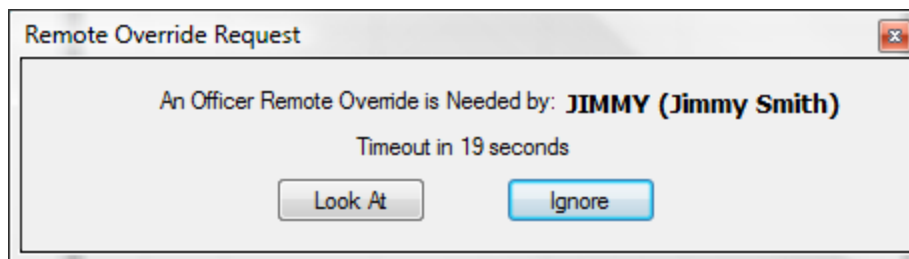 Remote Override Request
An Officer Remote Override is Needed by: JIMMY (Jimmy Smith)
Timeout in 19 seconds
Look At Ignore